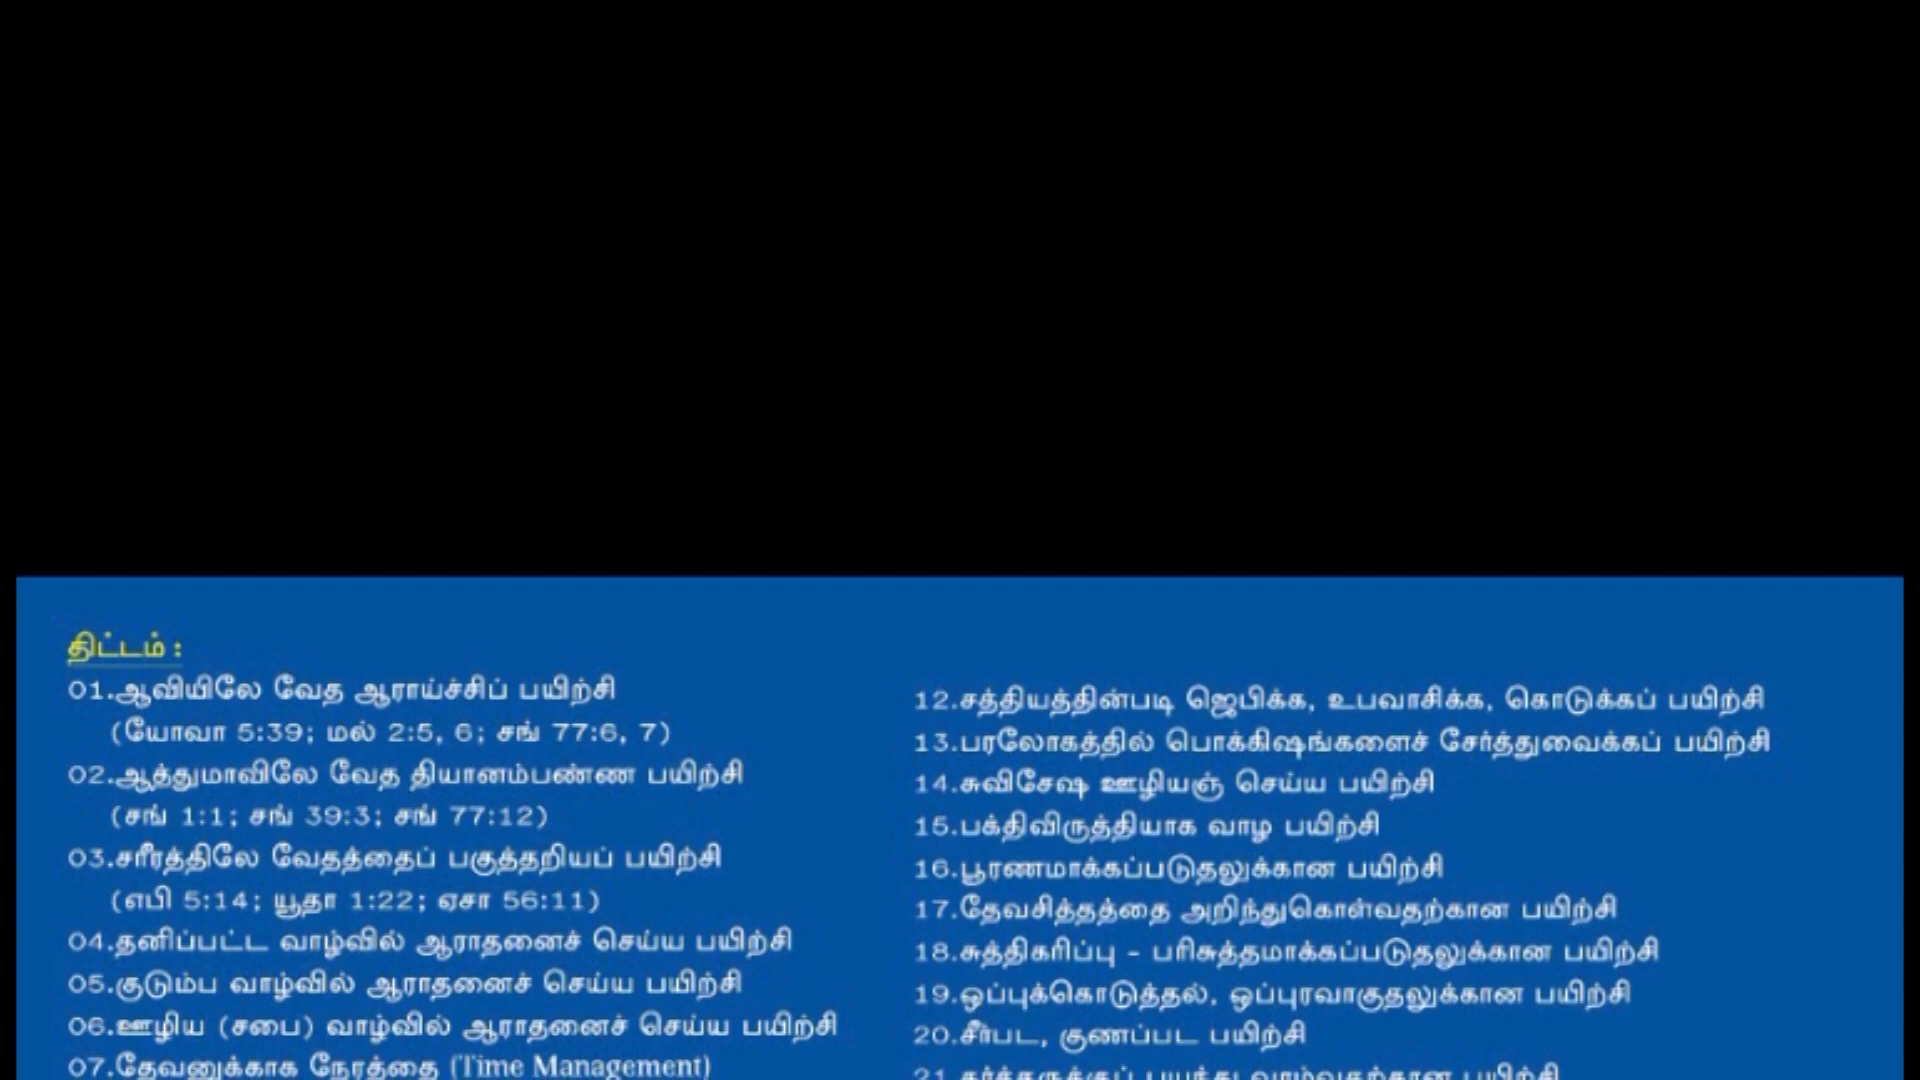 திட்டம் :
01.ஆவியிலே வேத ஆராய்ச்சிப் பயிற்சி
(யோவா 5:39; மல் 2:5, 6; சங் 77:6, 7)
02.ஆத்துமாவிலே வேத தியானம்பண்ண பயிற்சி
(சங் 1:1; சங் 39:3; சங் 77:12)
03.சரீரத்திலே வேதத்தைப் பகுத்தறியப் பயிற்சி
(எபி 5:14; யூதா 1:22; ஏசா 56:11)
04.தனிப்பட்ட வாழ்வில் ஆராதனைச் செய்ய பயிற்சி
05.குடும்ப வாழ்வில் ஆராதனைச் செய்ய பயிற்சி
06.ஊழிய (சபை) வாழ்வில் ஆராதனைச் செய்ய பயிற்சி
07.தேவனுக்காக நேரத்தை (Time Management)
12.சத்தியத்தின்படி ஜெபிக்க, உபவாசிக்க, கொடுக்கப் பயிற்சி
13.பரலோகத்தில் பொக்கிஷங்களைச் சேர்த்துவைக்கப் பயிற்சி
14.சுவிசேஷ ஊழியஞ் செய்ய பயிற்சி
15.பக்திவிருத்தியாக வாழ பயிற்சி
16.பூரணமாக்கப்படுதலுக்கான பயிற்சி
17.தேவசித்தத்தை அறிந்துகொள்வதற்கான பயிற்சி
18.சுத்திகரிப்பு - பரிசுத்தமாக்கப்படுதலுக்கான பயிற்சி
19.ஒப்புக்கொடுத்தல், ஒப்புரவாகுதலுக்கான பயிற்சி
20.சீர்பட, குணப்பட பயிற்சி
21.கர்த்தருக்குப் பயந்து வாழ்வதற்கான பயிற்சி